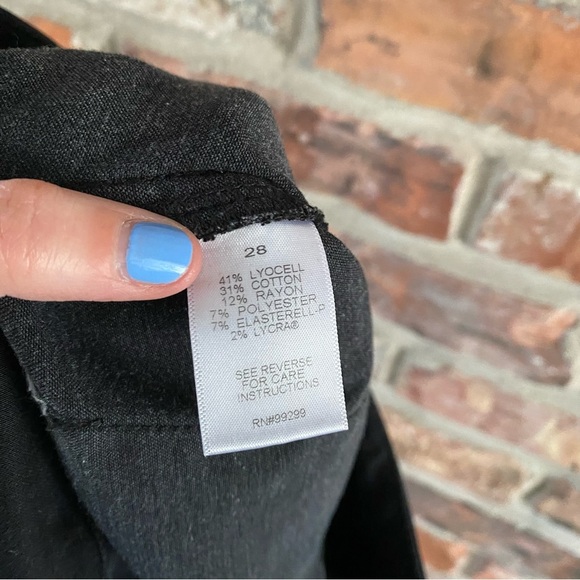 28
41% LYOCELL
31% COTTON
12% RAYON
7% POLYESTER
7% ELASTERELL-P
2% LYCRA®
SEE REVERSE
FOR CARE
INSTRUCTIONS
RN#99299